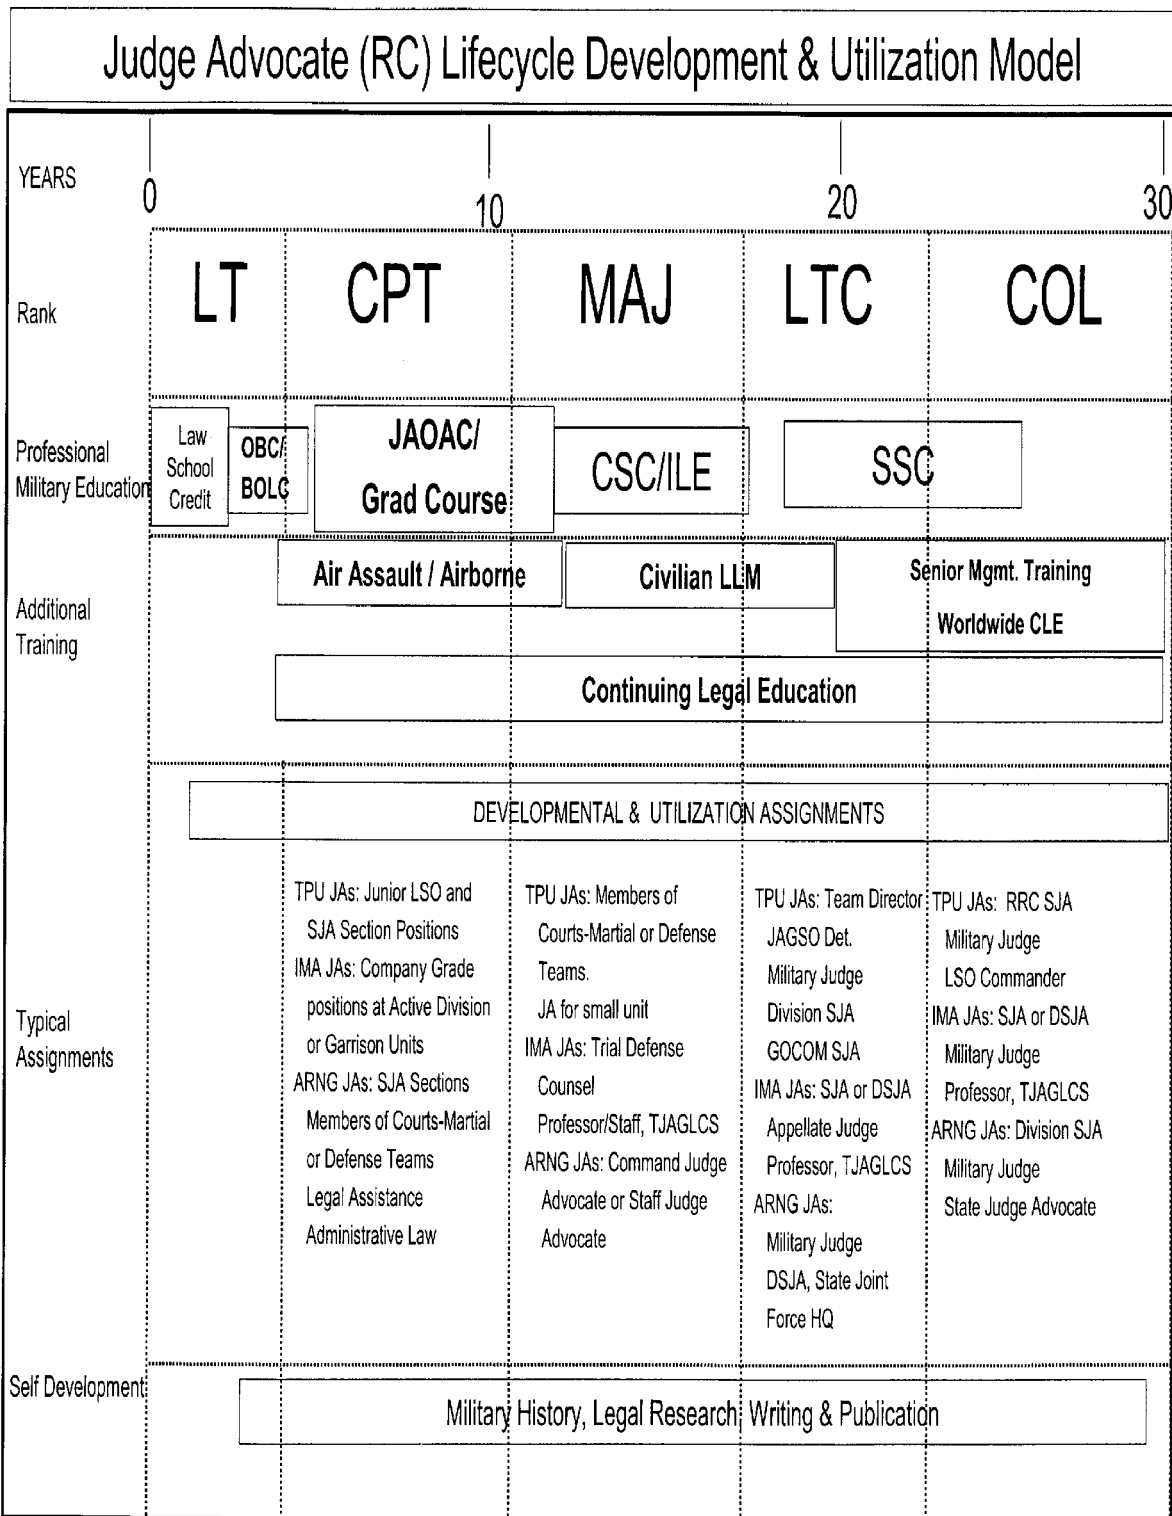 Judge Advocate (RC) Lifecycle Development & Utilization Model
YEARS
0
10
20
30
Rank
LT
CPT
MAJ
LTC
COL
Professional
Military Education
Law
School
Credit
OBC/
BOLC
JAOAC/
Grad Course
CSC/ILE
SSC
Additional
Training
Air Assault / Airborne
Civilian LLM
Senior Mgmt. Training
Worldwide CLE
Continuing Legal Education
DEVELOPMENTAL & UTILIZATION ASSIGNMENTS
Typical
Assignments
TPU JAs: Junior LSO and
SJA Section Positions
IMA JAs: Company Grade
positions at Active Division
or Garrison Units
ARNG JAs: SJA Sections
Members of Courts-Martial
or Defense Teams
Legal Assistance
Administrative Law
TPU JAs: Members of
Courts-Martial or Defense
Teams.
JA for small unit
IMA JAs: Trial Defense
Counsel
Professor/Staff, TJAGLCS
ARNG JAs: Command Judge
Advocate or Staff Judge
Advocate
TPU JAs: Team Director
JAGSO Det.
Military Judge
Division SJA
GOCOM SJA
IMA JAs: SJA or DSJA
Appellate Judge
Professor, TJAGLCS
ARNG JAs:
Military Judge
DSJA, State Joint
Force HQ
TPU JAs: RRC SJA
Military Judge
LSO Commander
IMA JAs: SJA or DSJA
Military Judge
Professor, TJAGLCS
ARNG JAs: Division SJA
Military Judge
State Judge Advocate
Self Development
Military History, Legal Research, Writing & Publication